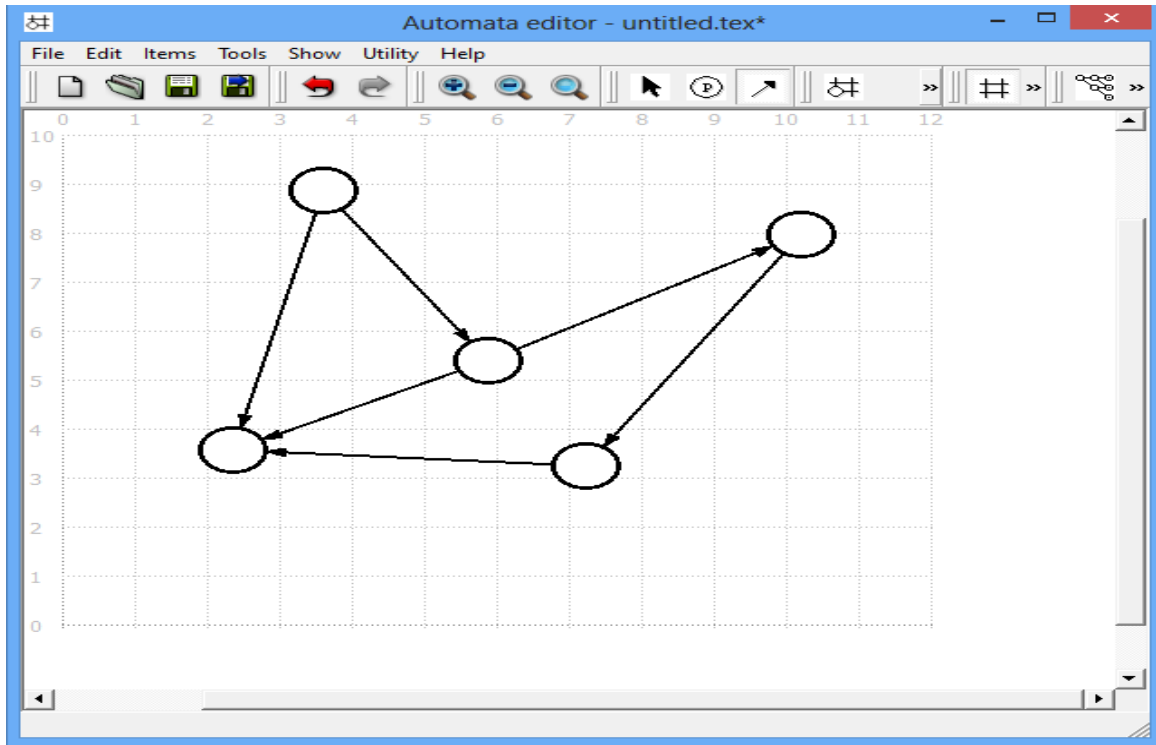 Automata editor - untitled.tex*
File Edit Items Tools Show Utility Help
P
» » »
0 1 2 3 4 5 6 7 8 9 10 11 12
10
9
8
7
6
5
4
3
2
1
0